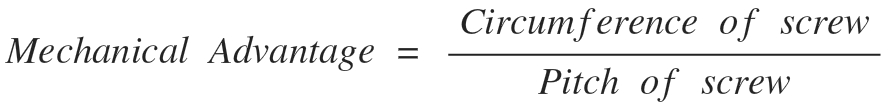 Mechanical Advantage = Circumference of screw
Pitch of screw